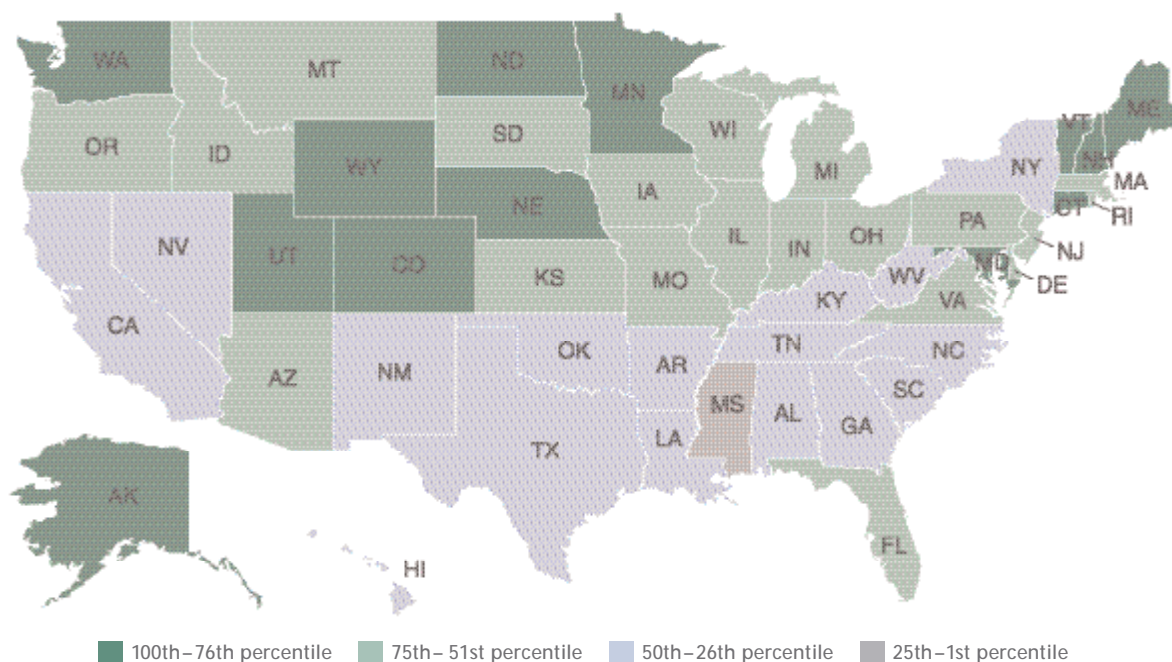 WA
MT
ND
MN
ME
VT
NH
OR
ID
SD
WI
MI
NY
MA
WY
IA
NE
CT
RI
PA
NJ
NV
UT
CO
IL
IN
OH
MD
DE
KS
MO
WV
VA
KY
CA
AZ
NM
OK
AR
TN
NC
SC
MS
AL
GA
TX
LA
AK
HI
FL
100th–76th percentile
75th–51st percentile
50th–26th percentile
25th–1st percentile